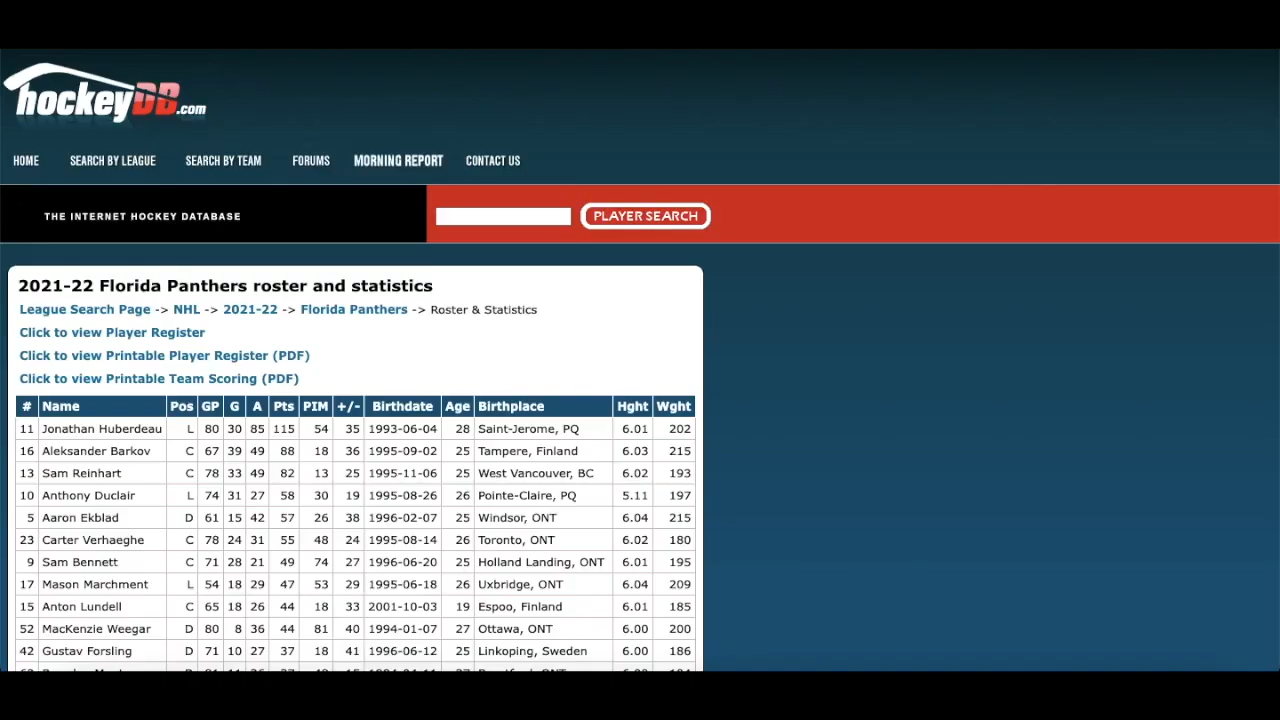 hockeyDB.com
HOME SEARCH BY LEAGUE SEARCH BY TEAM FORUMS MORNING REPORT CONTACT US
THE INTERNET HOCKEY DATABASE PLAYER SEARCH
2021-22 Florida Panthers roster and statistics
League Search Page -> NHL -> 2021-22 -> Florida Panthers -> Roster & Statistics
Click to view Player Register
Click to view Printable Player Register (PDF)
Click to view Printable Team Scoring (PDF)
# Name Pos GP G A Pts PIM +/- Birthdate Age Birthplace Hght Wght
11 Jonathan Huberdeau L 80 30 85 115 54 35 1993-06-04 28 Saint-Jerome, PQ 6.01 202
16 Aleksander Barkov C 67 39 49 88 18 36 1995-09-02 25 Tampere, Finland 6.03 215
13 Sam Reinhart C 78 33 49 82 13 25 1995-11-06 25 West Vancouver, BC 6.02 193
10 Anthony Duclair L 74 31 27 58 30 19 1995-08-26 26 Pointe-Claire, PQ 5.11 197
5 Aaron Ekblad D 61 15 42 57 26 38 1996-02-07 25 Windsor, ONT 6.04 215
23 Carter Verhaeghe C 78 24 31 55 48 24 1995-08-14 26 Toronto, ONT 6.02 180
9 Sam Bennett C 71 28 21 49 74 27 1996-06-20 25 Holland Landing, ONT 6.01 195
17 Mason Marchment L 54 18 29 47 53 29 1995-06-18 26 Uxbridge, ONT 6.04 209
15 Anton Lundell C 65 18 26 44 18 33 2001-10-03 19 Espoo, Finland 6.01 185
52 MacKenzie Weegar D 80 8 36 44 81 40 1994-01-07 27 Ottawa, ONT 6.00 200
42 Gustav Forsling D 71 10 27 37 18 41 1996-06-12 25 Linkoping, Sweden 6.00 186